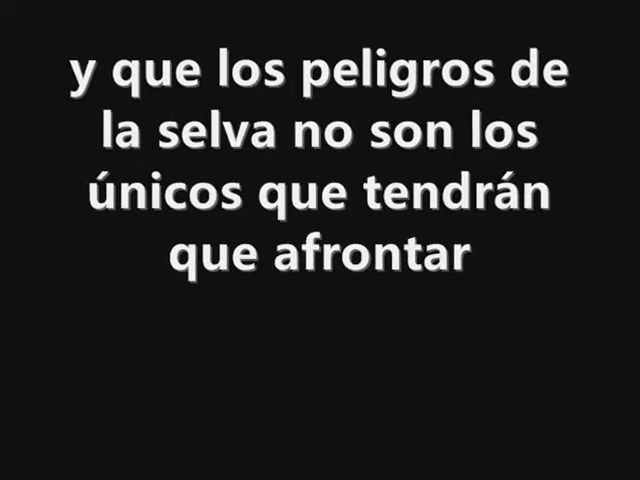 y que los peligros de
la selva no son los
únicos que tendrán
que afrontar